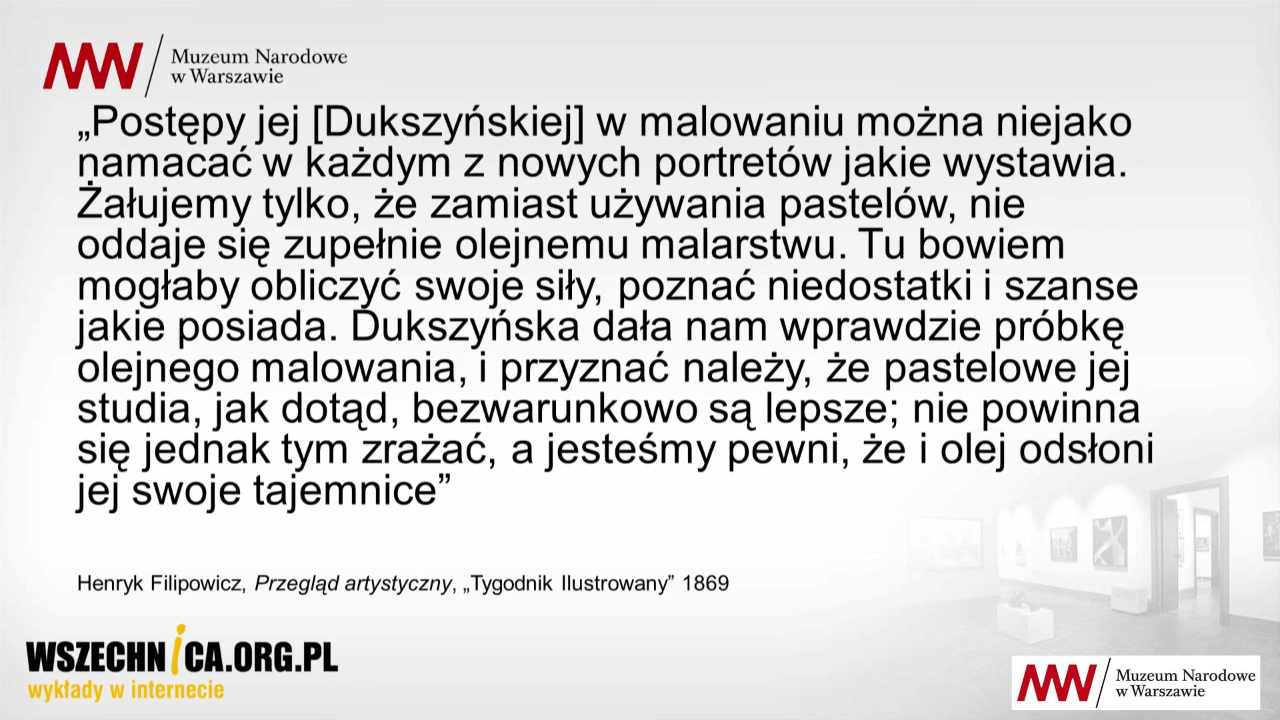 Muzeum Narodowe
w Warszawie
„Postępy jej [Dukszyńskiej] w malowaniu można niejako
namacać w każdym z nowych portretów jakie wystawia.
Żałujemy tylko, że zamiast używania pastelów, nie
oddaje się zupełnie olejnemu malarstwu. Tu bowiem
mogłaby obliczyć swoje siły, poznać niedostatki i szanse
jakie posiada. Dukszyńska dała nam wprawdzie próbkę
olejnego malowania, i przyznać należy, że pastelowe jej
studia, jak dotąd, bezwarunkowo są lepsze; nie powinna
się jednak tym zrażać, a jesteśmy pewni, że i olej odsłoni
jej swoje tajemnice”
Henryk Filipowicz, Przegląd artystyczny, „Tygodnik Ilustrowany” 1869
WSZECHNiCA.ORG.PL
wykłady w internecie
Muzeum Narodowe
w Warszawie